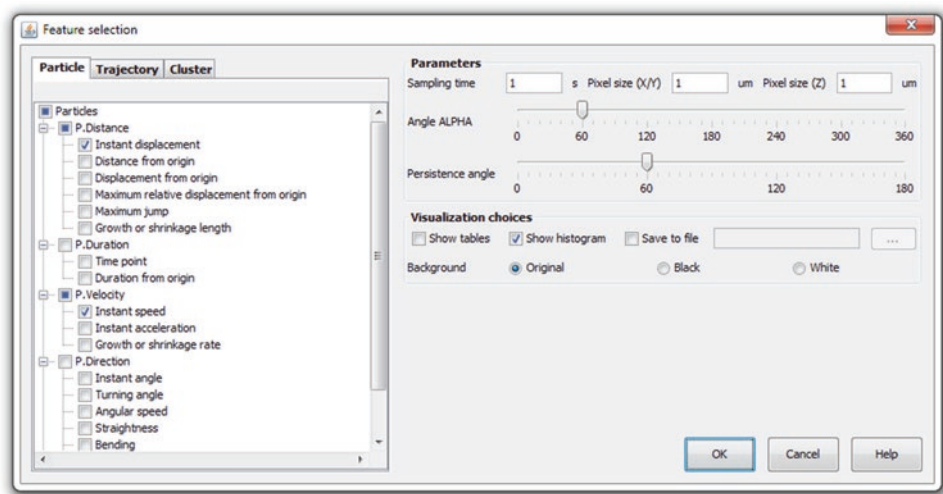 Feature selection
Particle Trajectory Cluster
Particles
P.Distance
Instant displacement
Distance from origin
Displacement from origin
Maximum relative displacement from origin
Maximum jump
Growth or shrinkage length
P.Duration
Time point
Duration from origin
P.Velocity
Instant speed
Instant acceleration
Growth or shrinkage rate
P.Direction
Instant angle
Turning angle
Angular speed
Straightness
Bending
Parameters
Sampling time 1 s Pixel size (X/Y) 1 um Pixel size (Z) 1 um
Angle ALPHA
0 60 120 180 240 300 360
Persistence angle
0 60 120 180
Visualization choices
Show tables Show histogram Save to file ...
Background Original Black White
OK Cancel Help